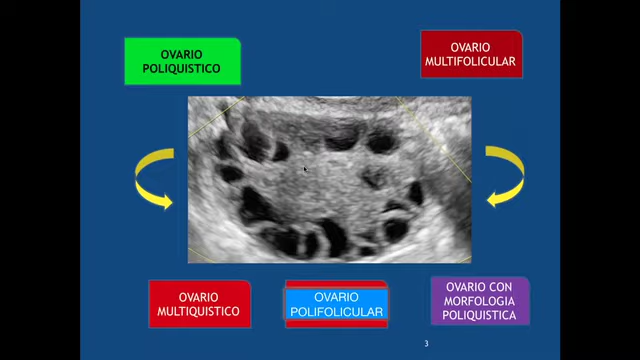 OVARIO
POLIQUISTICO
OVARIO
MULTIFOLICULAR
OVARIO
MULTIQUISTICO
OVARIO
POLIFOLICULAR
OVARIO CON
MORFOLOGIA
POLIQUISTICA
3